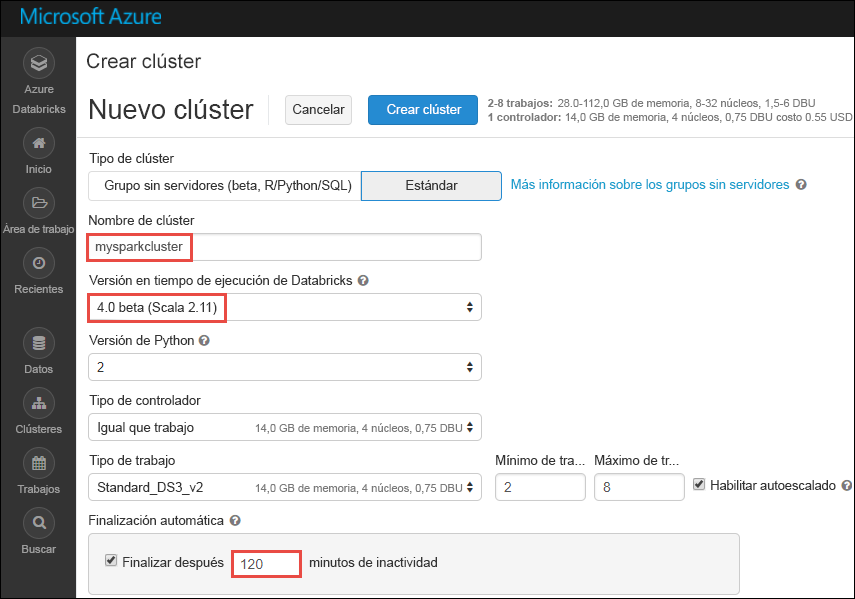 Microsoft Azure
Azure
Databricks
Inicio
Área de trabajo
Recientes
Datos
Clústeres
Trabajos
Buscar
Crear clúster
Nuevo clúster
Cancelar
Crear clúster
2-8 trabajos: 28.0-112,0 GB de memoria, 8-32 núcleos, 1,5-6 DBU
1 controlador: 14,0 GB de memoria, 4 núcleos, 0,75 DBU costo 0.55 USD
Tipo de clúster
Grupo sin servidores (beta, R/Python/SQL)
Estándar
Más información sobre los grupos sin servidores ?
Nombre de clúster
mysparkcluster
Versión en tiempo de ejecución de Databricks ?
4.0 beta (Scala 2.11)
Versión de Python ?
2
Tipo de controlador
Igual que trabajo 14,0 GB de memoria, 4 núcleos, 0,75 DBU
Tipo de trabajo
Mínimo de tra...
Máximo de tr...
Standard_DS3_v2 14,0 GB de memoria, 4 núcleos, 0,75 DBU
2
8
Habilitar autoescalado ?
Finalización automática ?
Finalizar después 120 minutos de inactividad